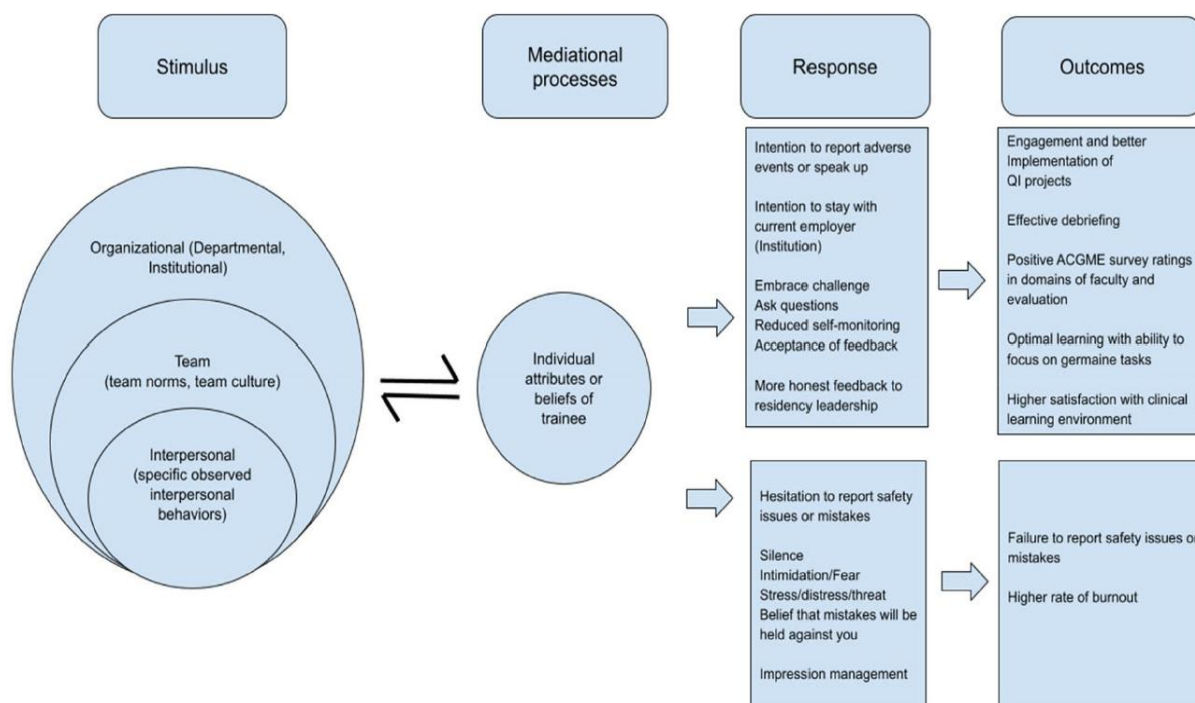 Stimulus
Mediational
processes
Response
Outcomes
Organizational (Departmental,
Institutional)
Team
(team norms, team culture)
Interpersonal
(specific observed
interpersonal
behaviors)
Individual
attributes or
beliefs of
trainee
Intention to report adverse
events or speak up
Intention to stay with
current employer
(Institution)
Embrace challenge
Ask questions
Reduced self-monitoring
Acceptance of feedback
More honest feedback to
residency leadership
Engagement and better
Implementation of
QI projects
Effective debriefing
Positive ACGME survey ratings
in domains of faculty and
evaluation
Optimal learning with ability to
focus on germaine tasks
Higher satisfaction with clinical
learning environment
Hesitation to report safety
issues or mistakes
Silence
Intimidation/Fear
Stress/distress/threat
Belief that mistakes will be
held against you
Impression management
Failure to report safety issues or
mistakes
Higher rate of burnout